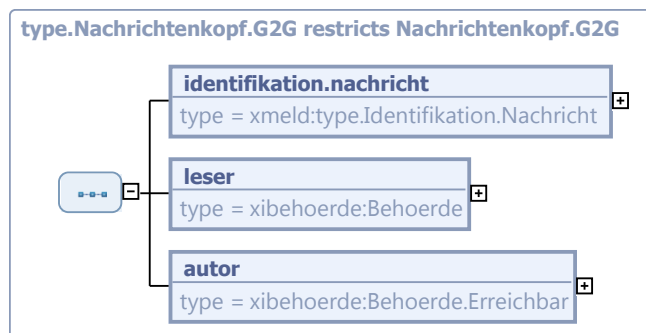 type.Nachrichtenkopf.G2G restricts Nachrichtenkopf.G2G
identifikation.nachricht
type = xmeld:type.Identifikation.Nachricht
leser
type = xibehoerde:Behoerde
autor
type = xibehoerde:Behoerde.Erreichbar